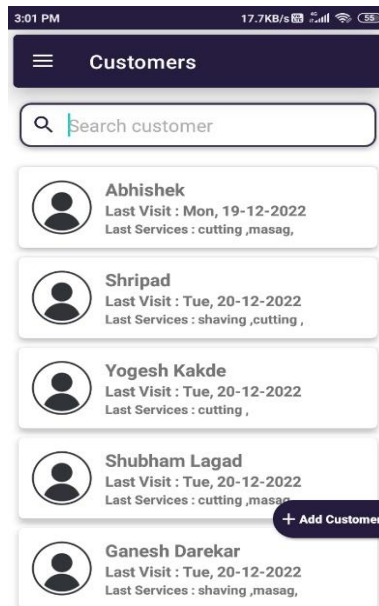 3:01 PM 17.7KB/s 55
Customers
Search customer
Abhishek
Last Visit : Mon, 19-12-2022
Last Services : cutting ,masag,
Shripad
Last Visit : Tue, 20-12-2022
Last Services : shaving ,cutting ,
Yogesh Kakde
Last Visit : Tue, 20-12-2022
Last Services : cutting ,
Shubham Lagad
Last Visit : Tue, 20-12-2022
Last Services : cutting ,masag
+ Add Customer
Ganesh Darekar
Last Visit : Tue, 20-12-2022
Last Services : shaving ,masag,